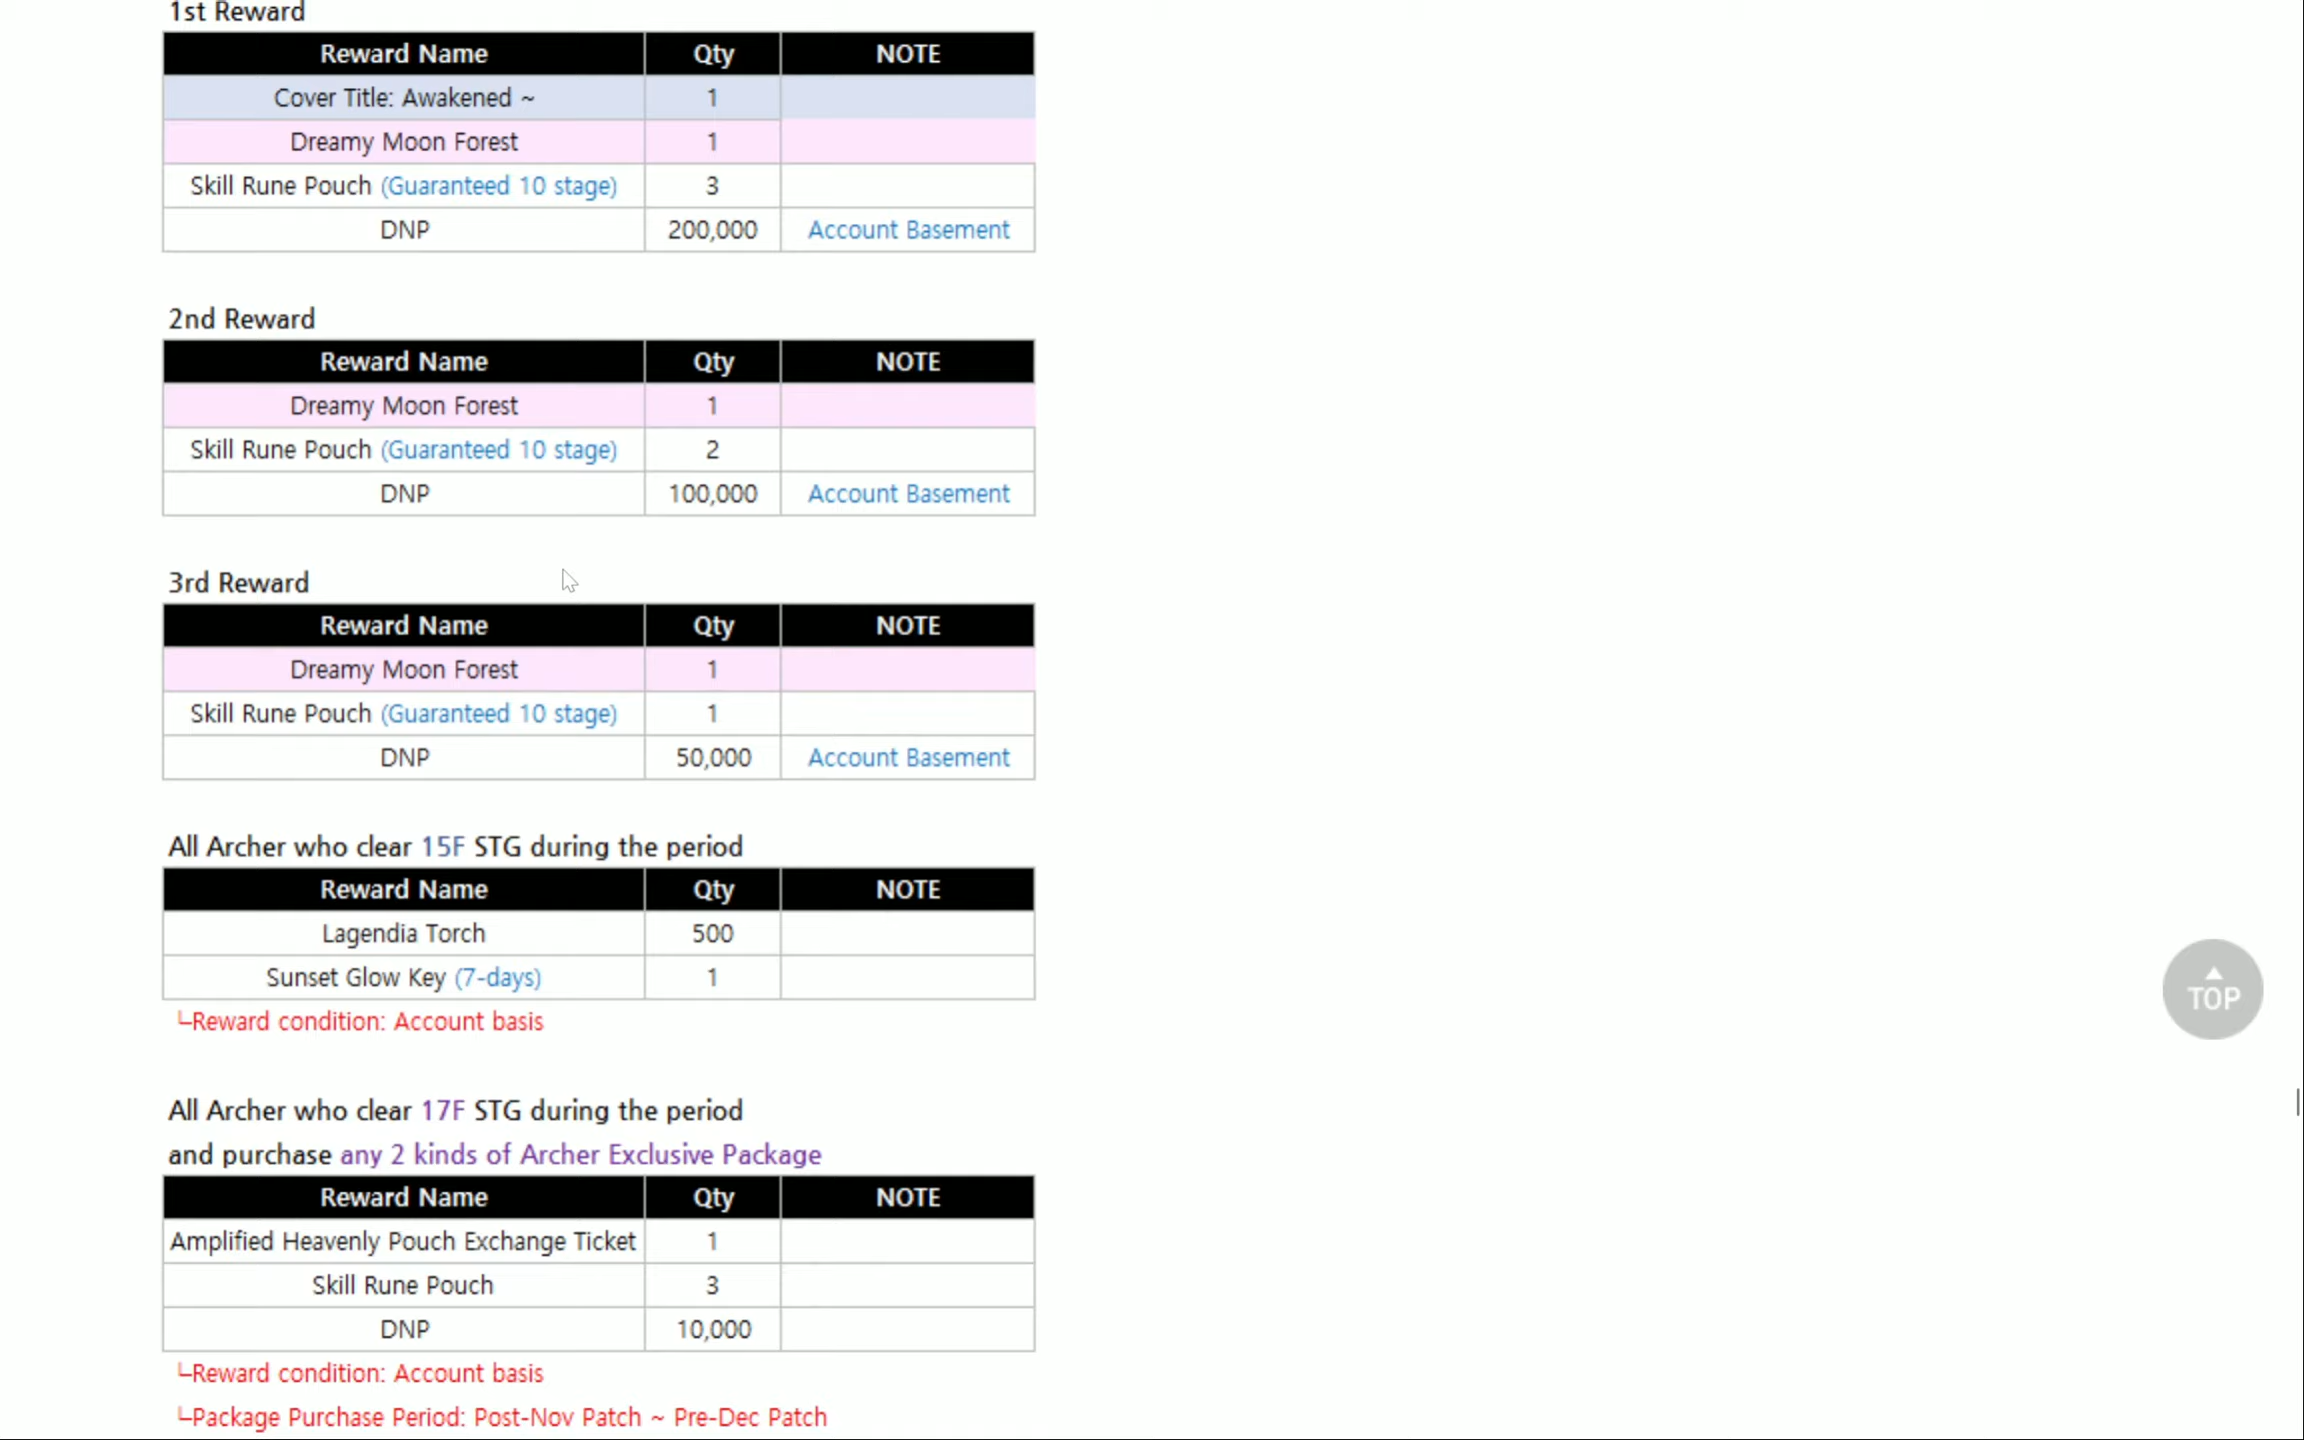 1st Reward
Reward Name Qty NOTE
Cover Title: Awakened ~ 1
Dreamy Moon Forest 1
Skill Rune Pouch (Guaranteed 10 stage) 3
DNP 200,000 Account Basement
2nd Reward
Reward Name Qty NOTE
Dreamy Moon Forest 1
Skill Rune Pouch (Guaranteed 10 stage) 2
DNP 100,000 Account Basement
3rd Reward
Reward Name Qty NOTE
Dreamy Moon Forest 1
Skill Rune Pouch (Guaranteed 10 stage) 1
DNP 50,000 Account Basement
All Archer who clear 15F STG during the period
Reward Name Qty NOTE
Lagendia Torch 500
Sunset Glow Key (7-days) 1
└Reward condition: Account basis
TOP
All Archer who clear 17F STG during the period
and purchase any 2 kinds of Archer Exclusive Package
Reward Name Qty NOTE
Amplified Heavenly Pouch Exchange Ticket 1
Skill Rune Pouch 3
DNP 10,000
└Reward condition: Account basis
└Package Purchase Period: Post-Nov Patch ~ Pre-Dec Patch